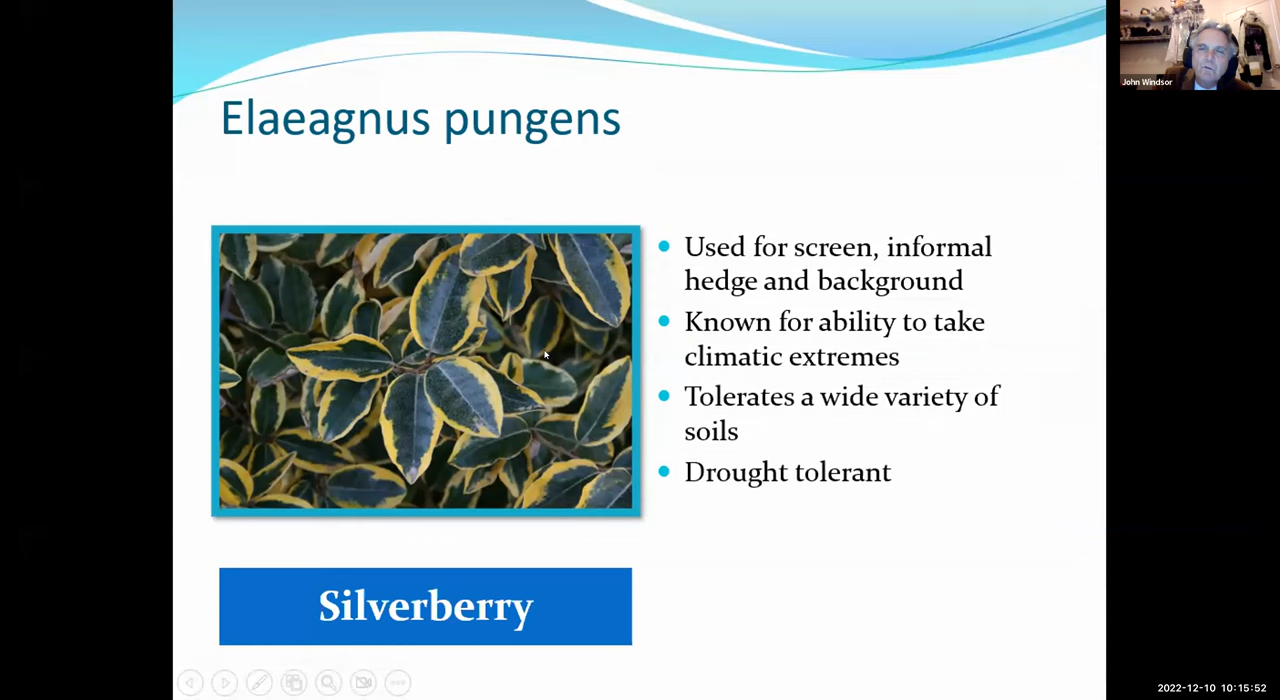 John Windsor
Elaeagnus pungens
Used for screen, informal
hedge and background
Known for ability to take
climatic extremes
Tolerates a wide variety of
soils
Drought tolerant
Silverberry
2022-12-10 10:15:52